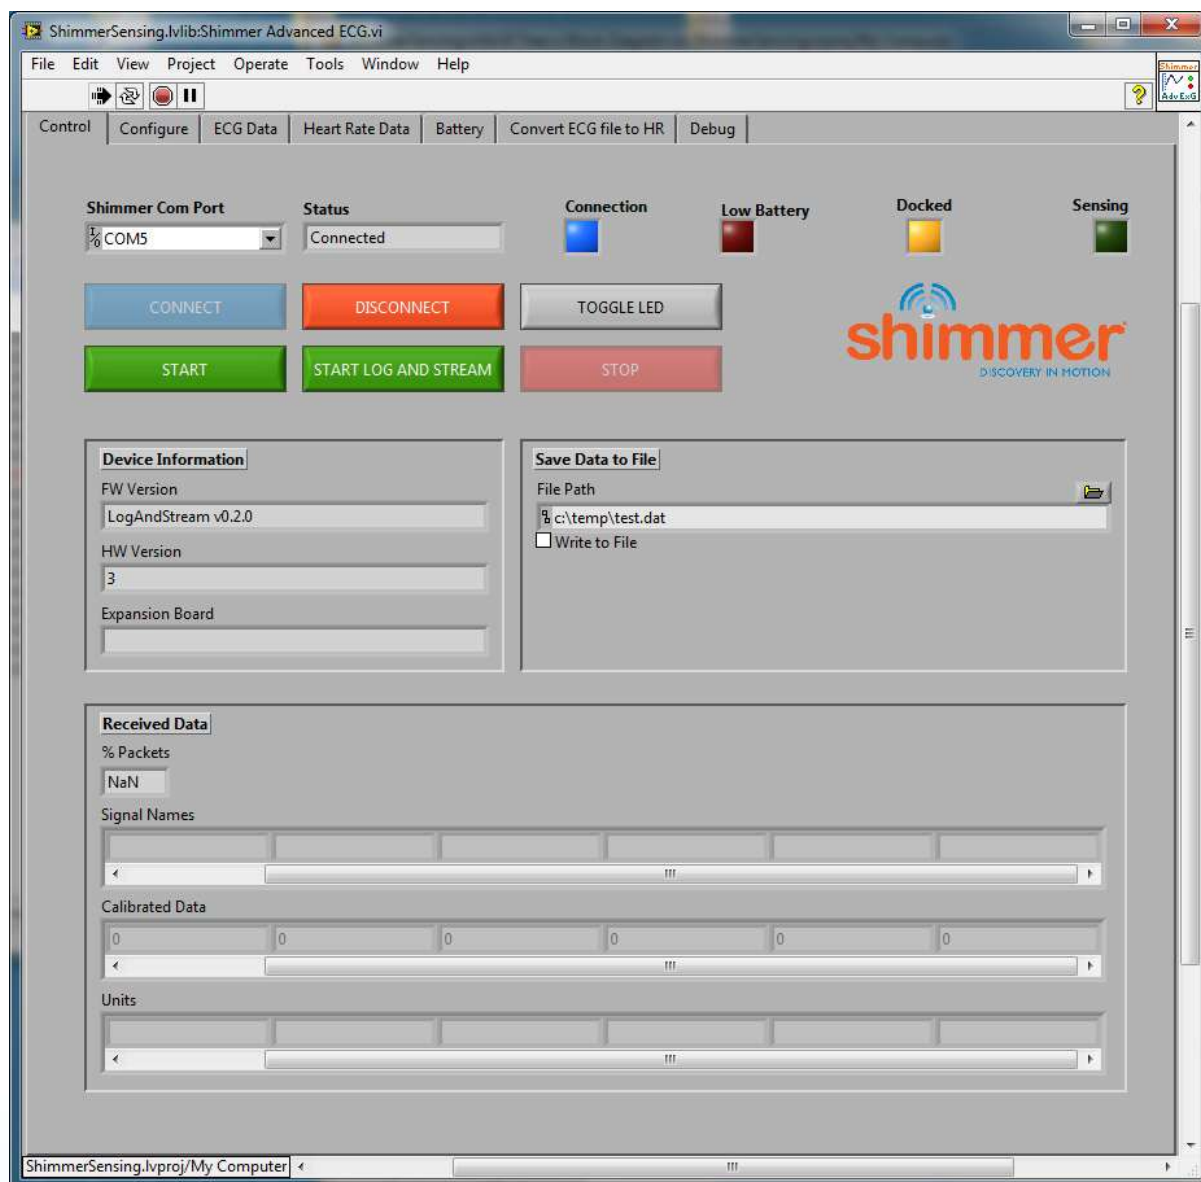 ShimmerSensing.lvlib:Shimmer Advanced ECG.vi
File Edit View Project Operate Tools Window Help
Shimmer
Adv ExG
Control Configure ECG Data Heart Rate Data Battery Convert ECG file to HR Debug
Shimmer Com Port Status Connection Low Battery Docked Sensing
COM5 Connected
CONNECT DISCONNECT TOGGLE LED
START START LOG AND STREAM STOP
shimmer
DISCOVERY IN MOTION
Device Information
FW Version
LogAndStream v0.2.0
HW Version
3
Expansion Board
Save Data to File
File Path
c:\temp\test.dat
Write to File
Received Data
% Packets
NaN
Signal Names
Calibrated Data
0 0 0 0 0 0
Units
ShimmerSensing.lvproj/My Computer